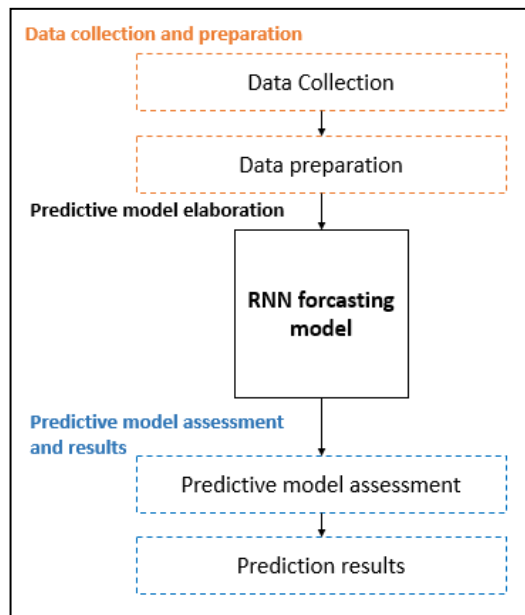 Data collection and preparation
Data Collection
Data preparation
Predictive model elaboration
RNN forcasting
model
Predictive model assessment
and results
Predictive model assessment
Prediction results